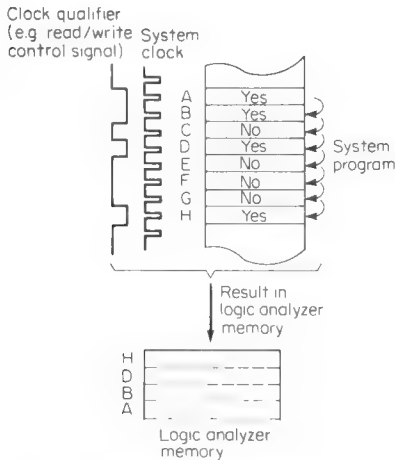 Clock qualifier
(e.g. read/write
control signal)
System
clock
A Yes
B Yes
C No
D Yes
E No
F No
G No
H Yes
System
program
Result in
logic analyzer
memory
H
D
B
A
Logic analyzer
memory